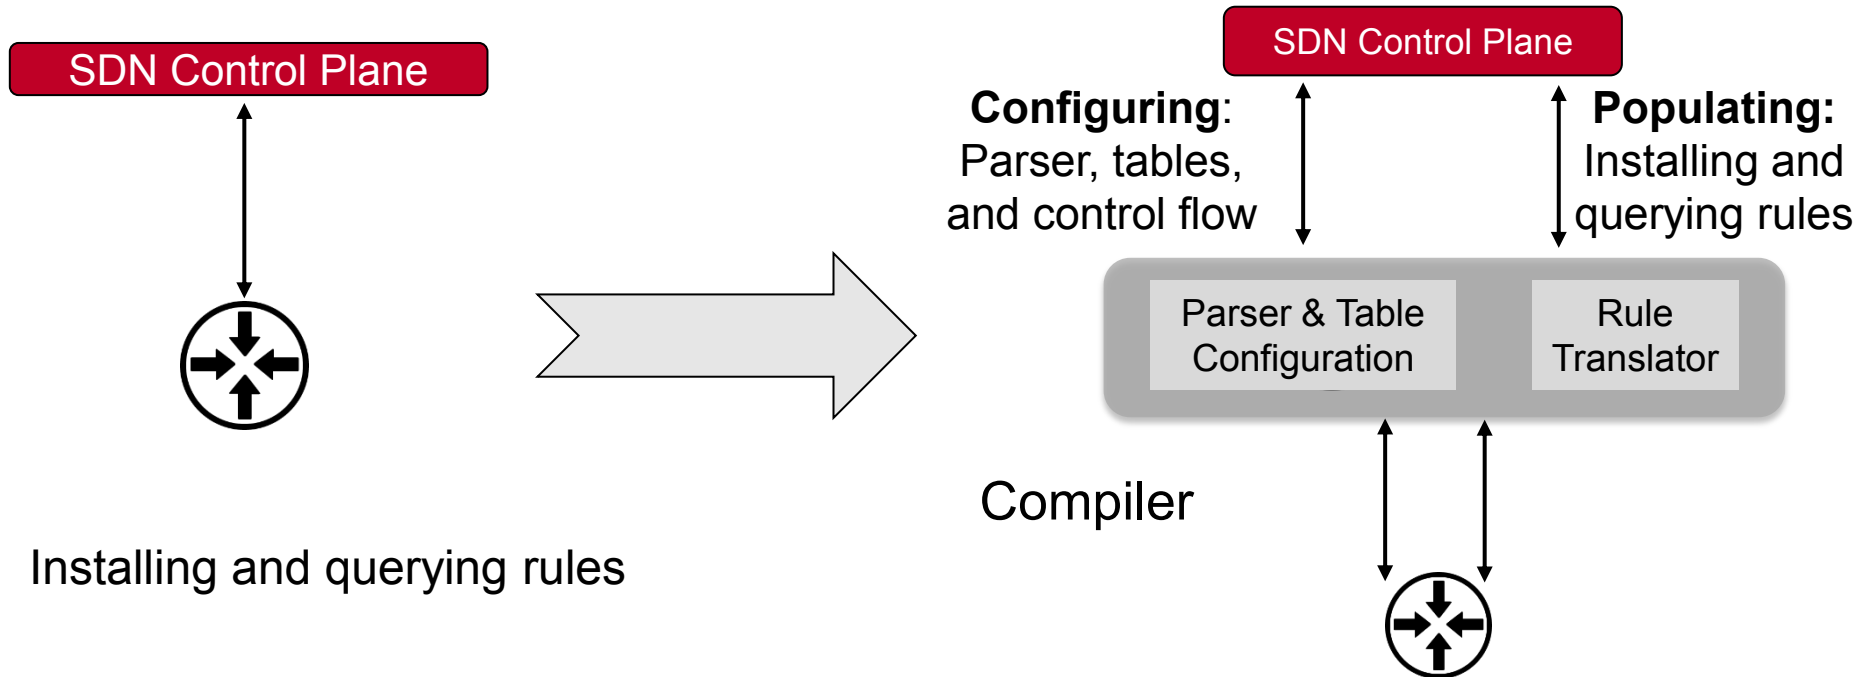 SDN Control Plane
Installing and querying rules
SDN Control Plane
Configuring:
Parser, tables,
and control flow
Populating:
Installing and
querying rules
Parser & Table
Configuration
Rule
Translator
Compiler